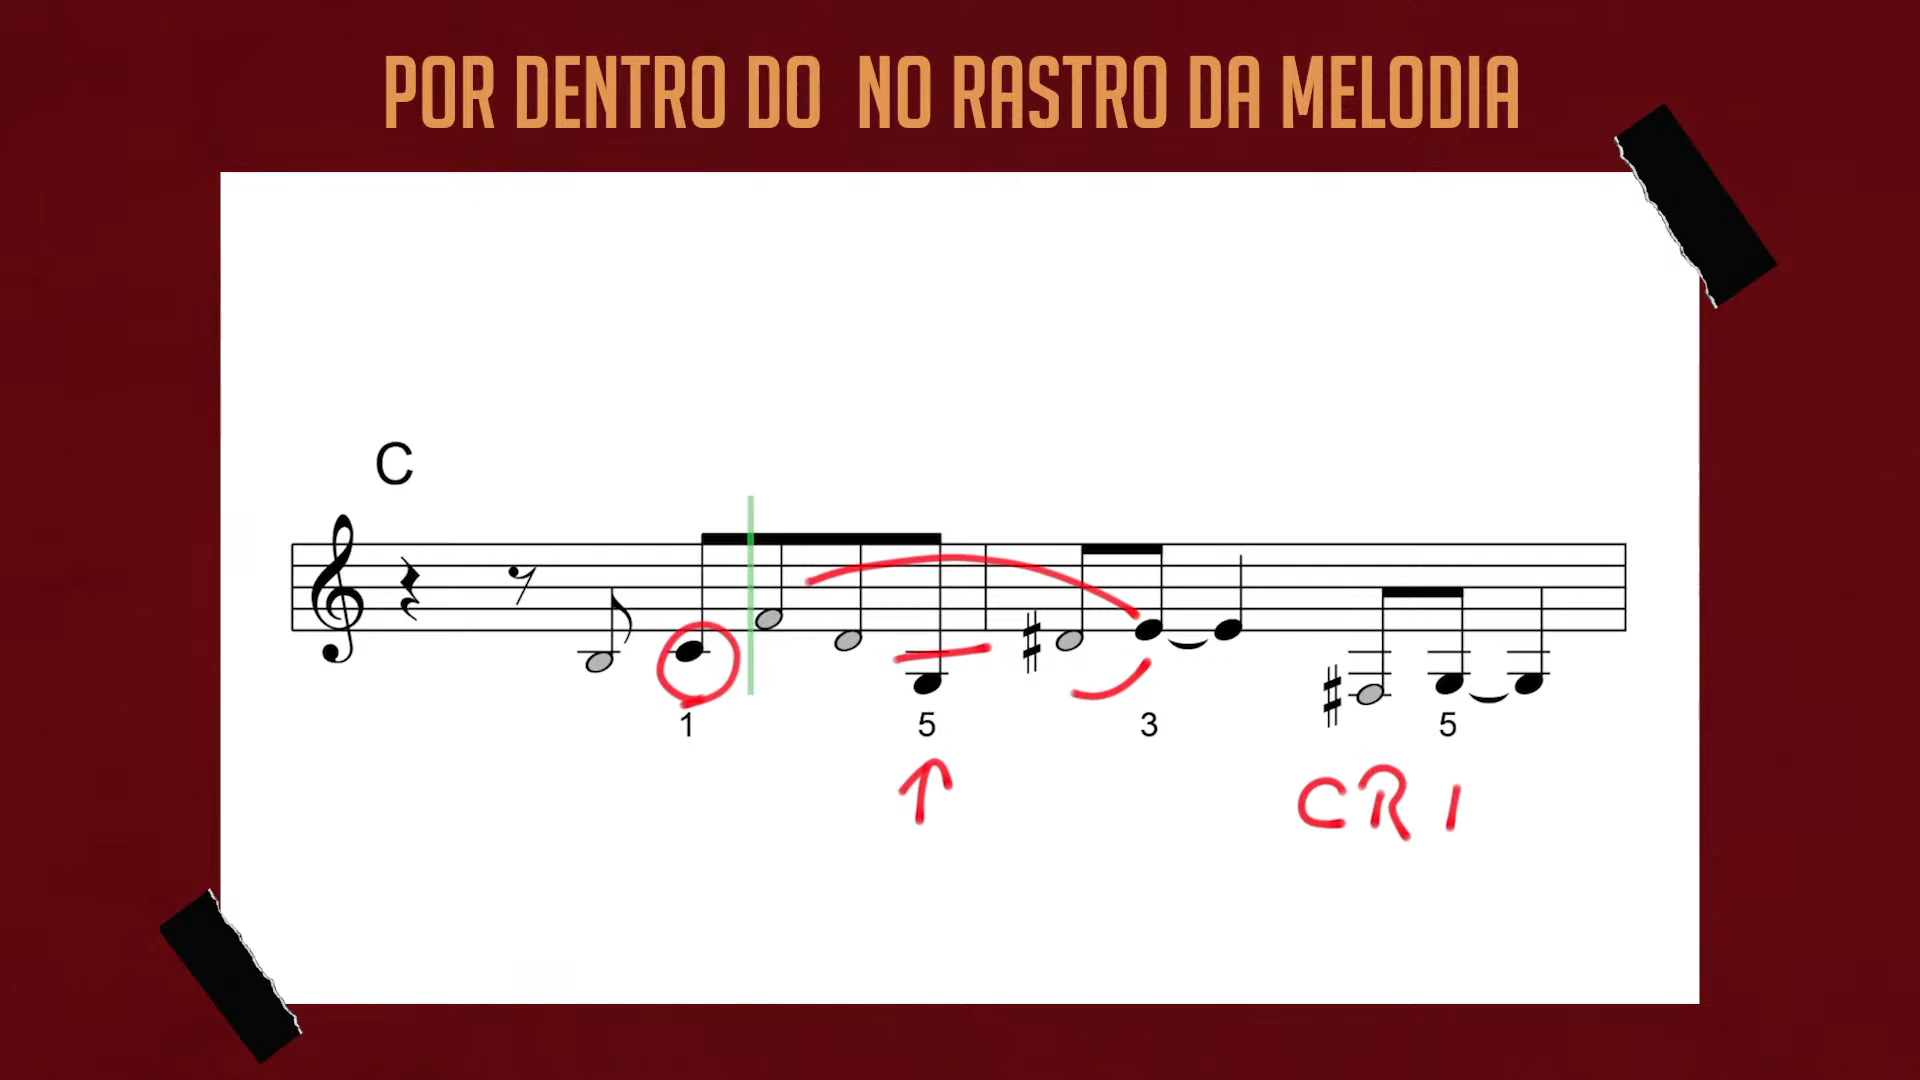 POR DENTRO DO NO RASTRO DA MELODIA
C
1 5 3 5
CRI